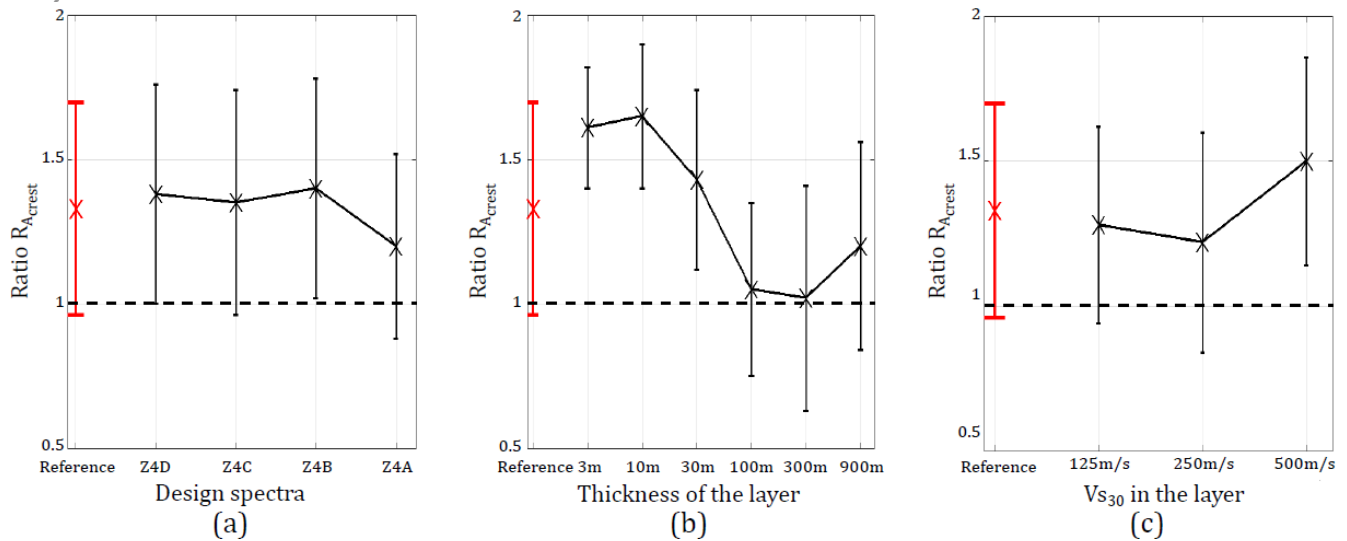 2
1.5
1
0.5
Ratio R_Acrest
Reference Z4D Z4C Z4B Z4A
Design spectra
(a)
2
1.5
1
0.5
Ratio R_Acrest
Reference 3m 10m 30m 100m 300m 900m
Thickness of the layer
(b)
2
1.5
1
0.5
Ratio R_Acrest
Reference 125m/s 250m/s 500m/s
Vs30 in the layer
(c)